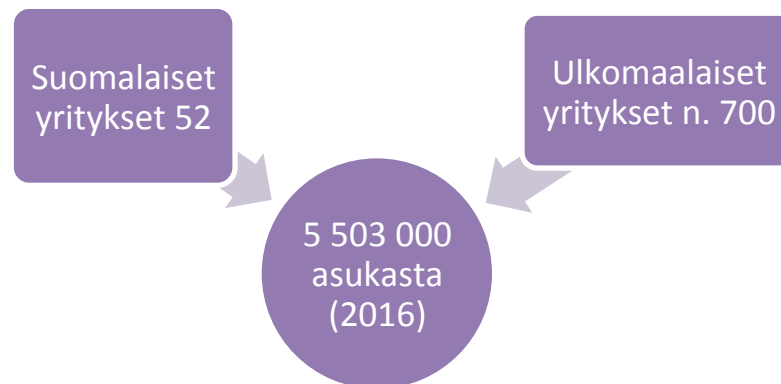 Suomalaiset
yritykset 52
Ulkomaalaiset
yritykset n. 700
5 503 000
asukasta
(2016)